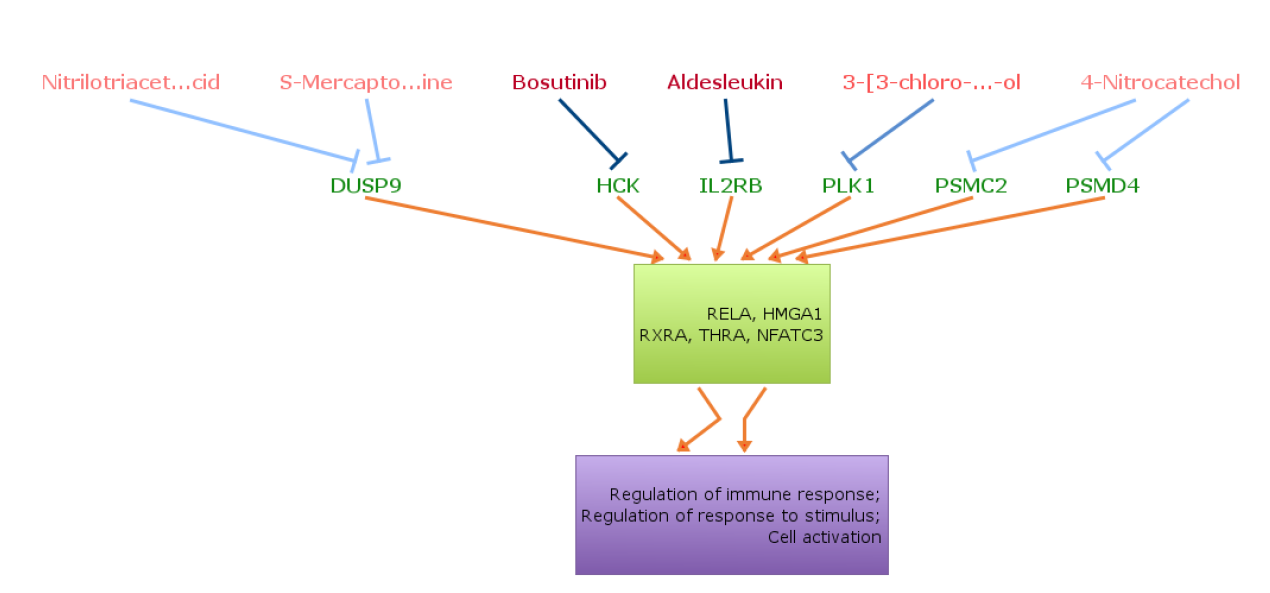 Nitrilotriacet...cid
S-Mercapto...ine
Bosutinib
Aldesleukin
3-[3-chloro-...-ol
4-Nitrocatechol
DUSP9
HCK
IL2RB
PLK1
PSMC2
PSMD4
RELA, HMGA1
RXRA, THRA, NFATC3
Regulation of immune response;
Regulation of response to stimulus;
Cell activation